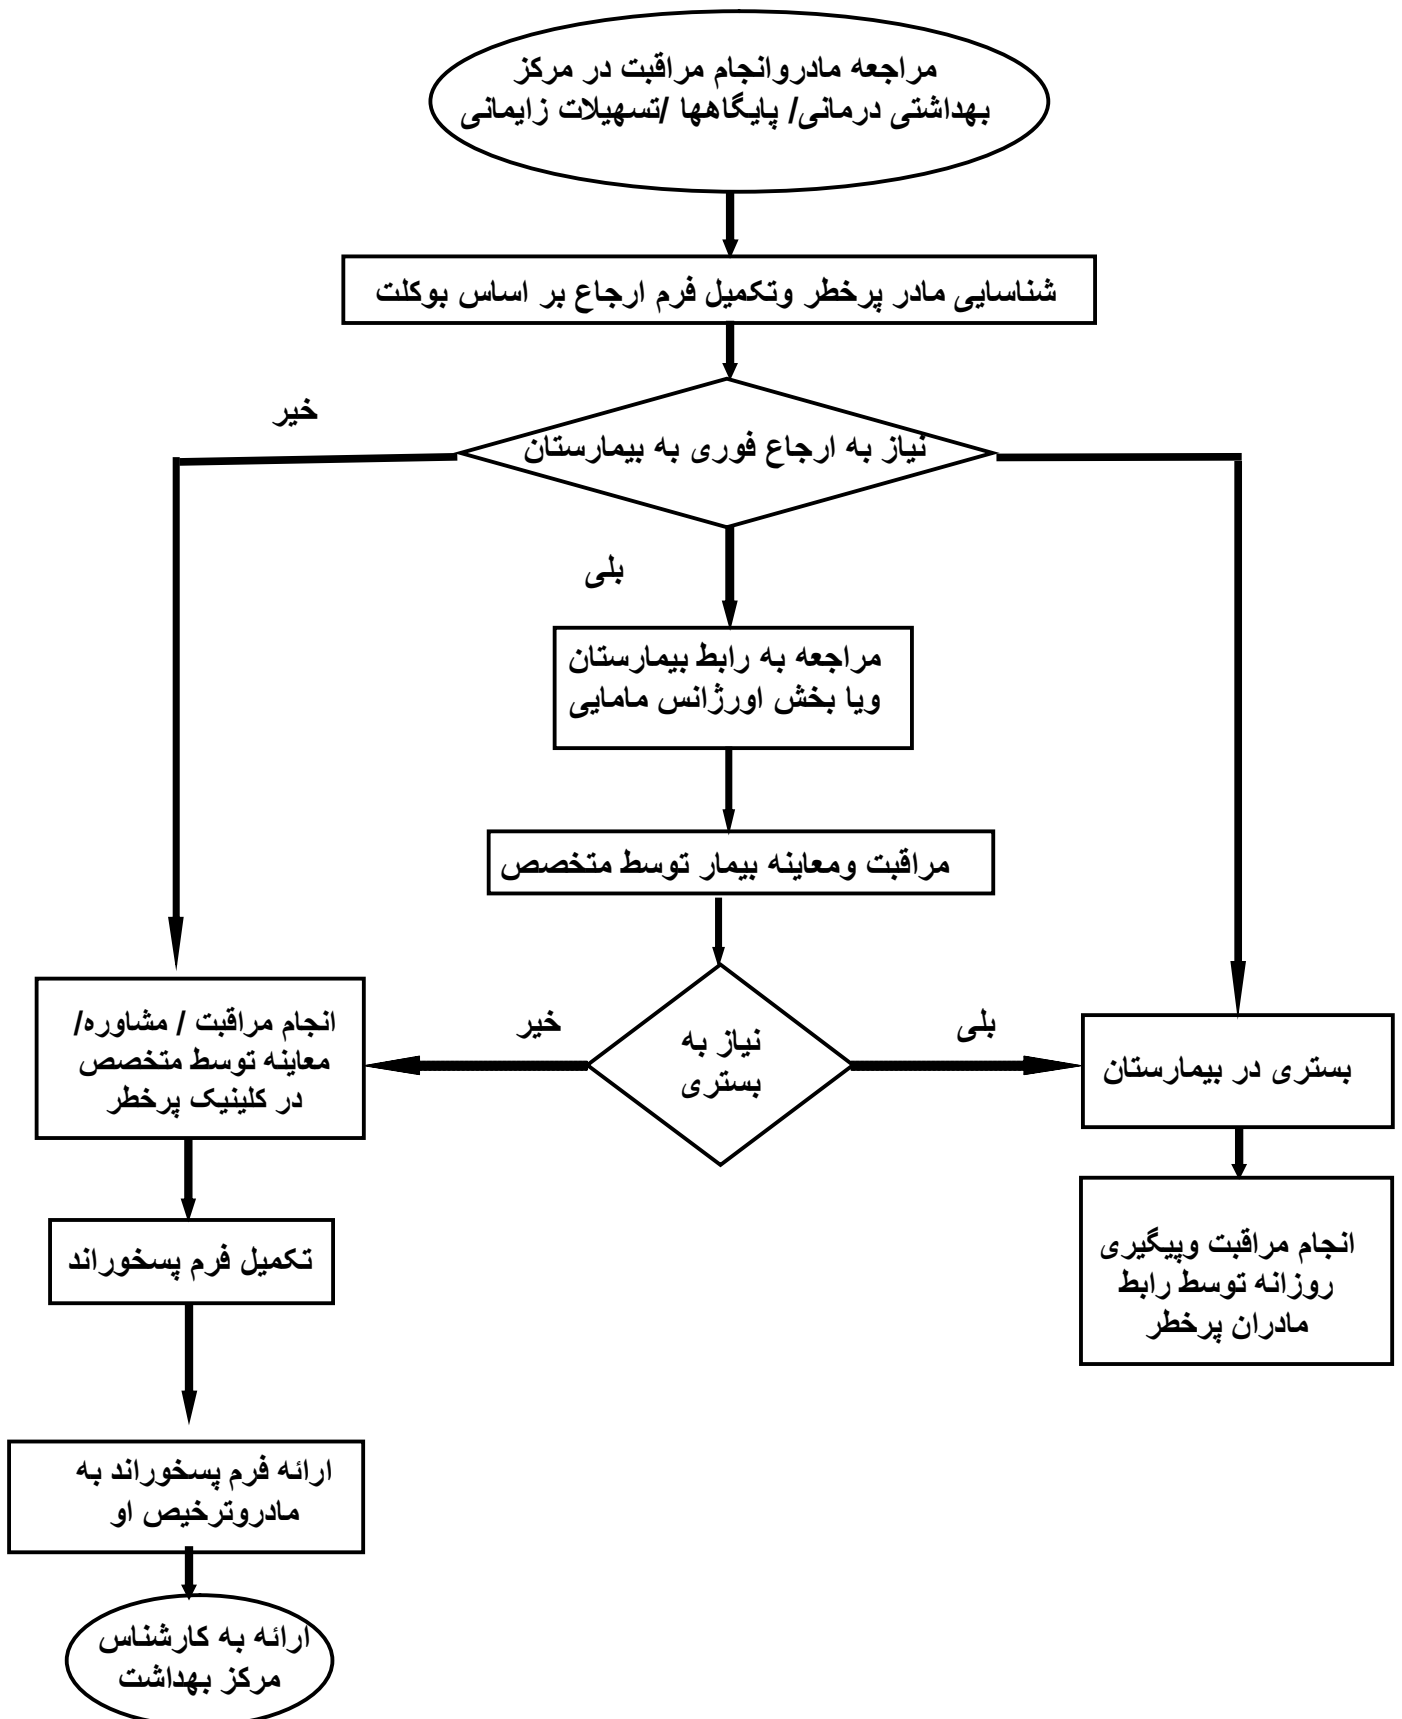 مراجعه مادروانجام مراقبت در مرکز
بهداشتی درمانی/ پایگاهها /تسهیلات زایمانی
شناسایی مادر پرخطر وتکمیل فرم ارجاع بر اساس بوکلت
خیر
نیاز به ارجاع فوری به بیمارستان
بلی
مراجعه به رابط بیمارستان
ویا بخش اورژانس مامایی
مراقبت ومعاینه بیمار توسط متخصص
نیاز به
بستری
بلی
خیر
بستری در بیمارستان
انجام مراقبت وپیگیری
روزانه توسط رابط
مادران پرخطر
انجام مراقبت / مشاوره/
معاینه توسط متخصص
در کلینیک پرخطر
تکمیل فرم پسخوراند
ارائه فرم پسخوراند به
مادروترخیص او
ارائه به کارشناس
مرکز بهداشت